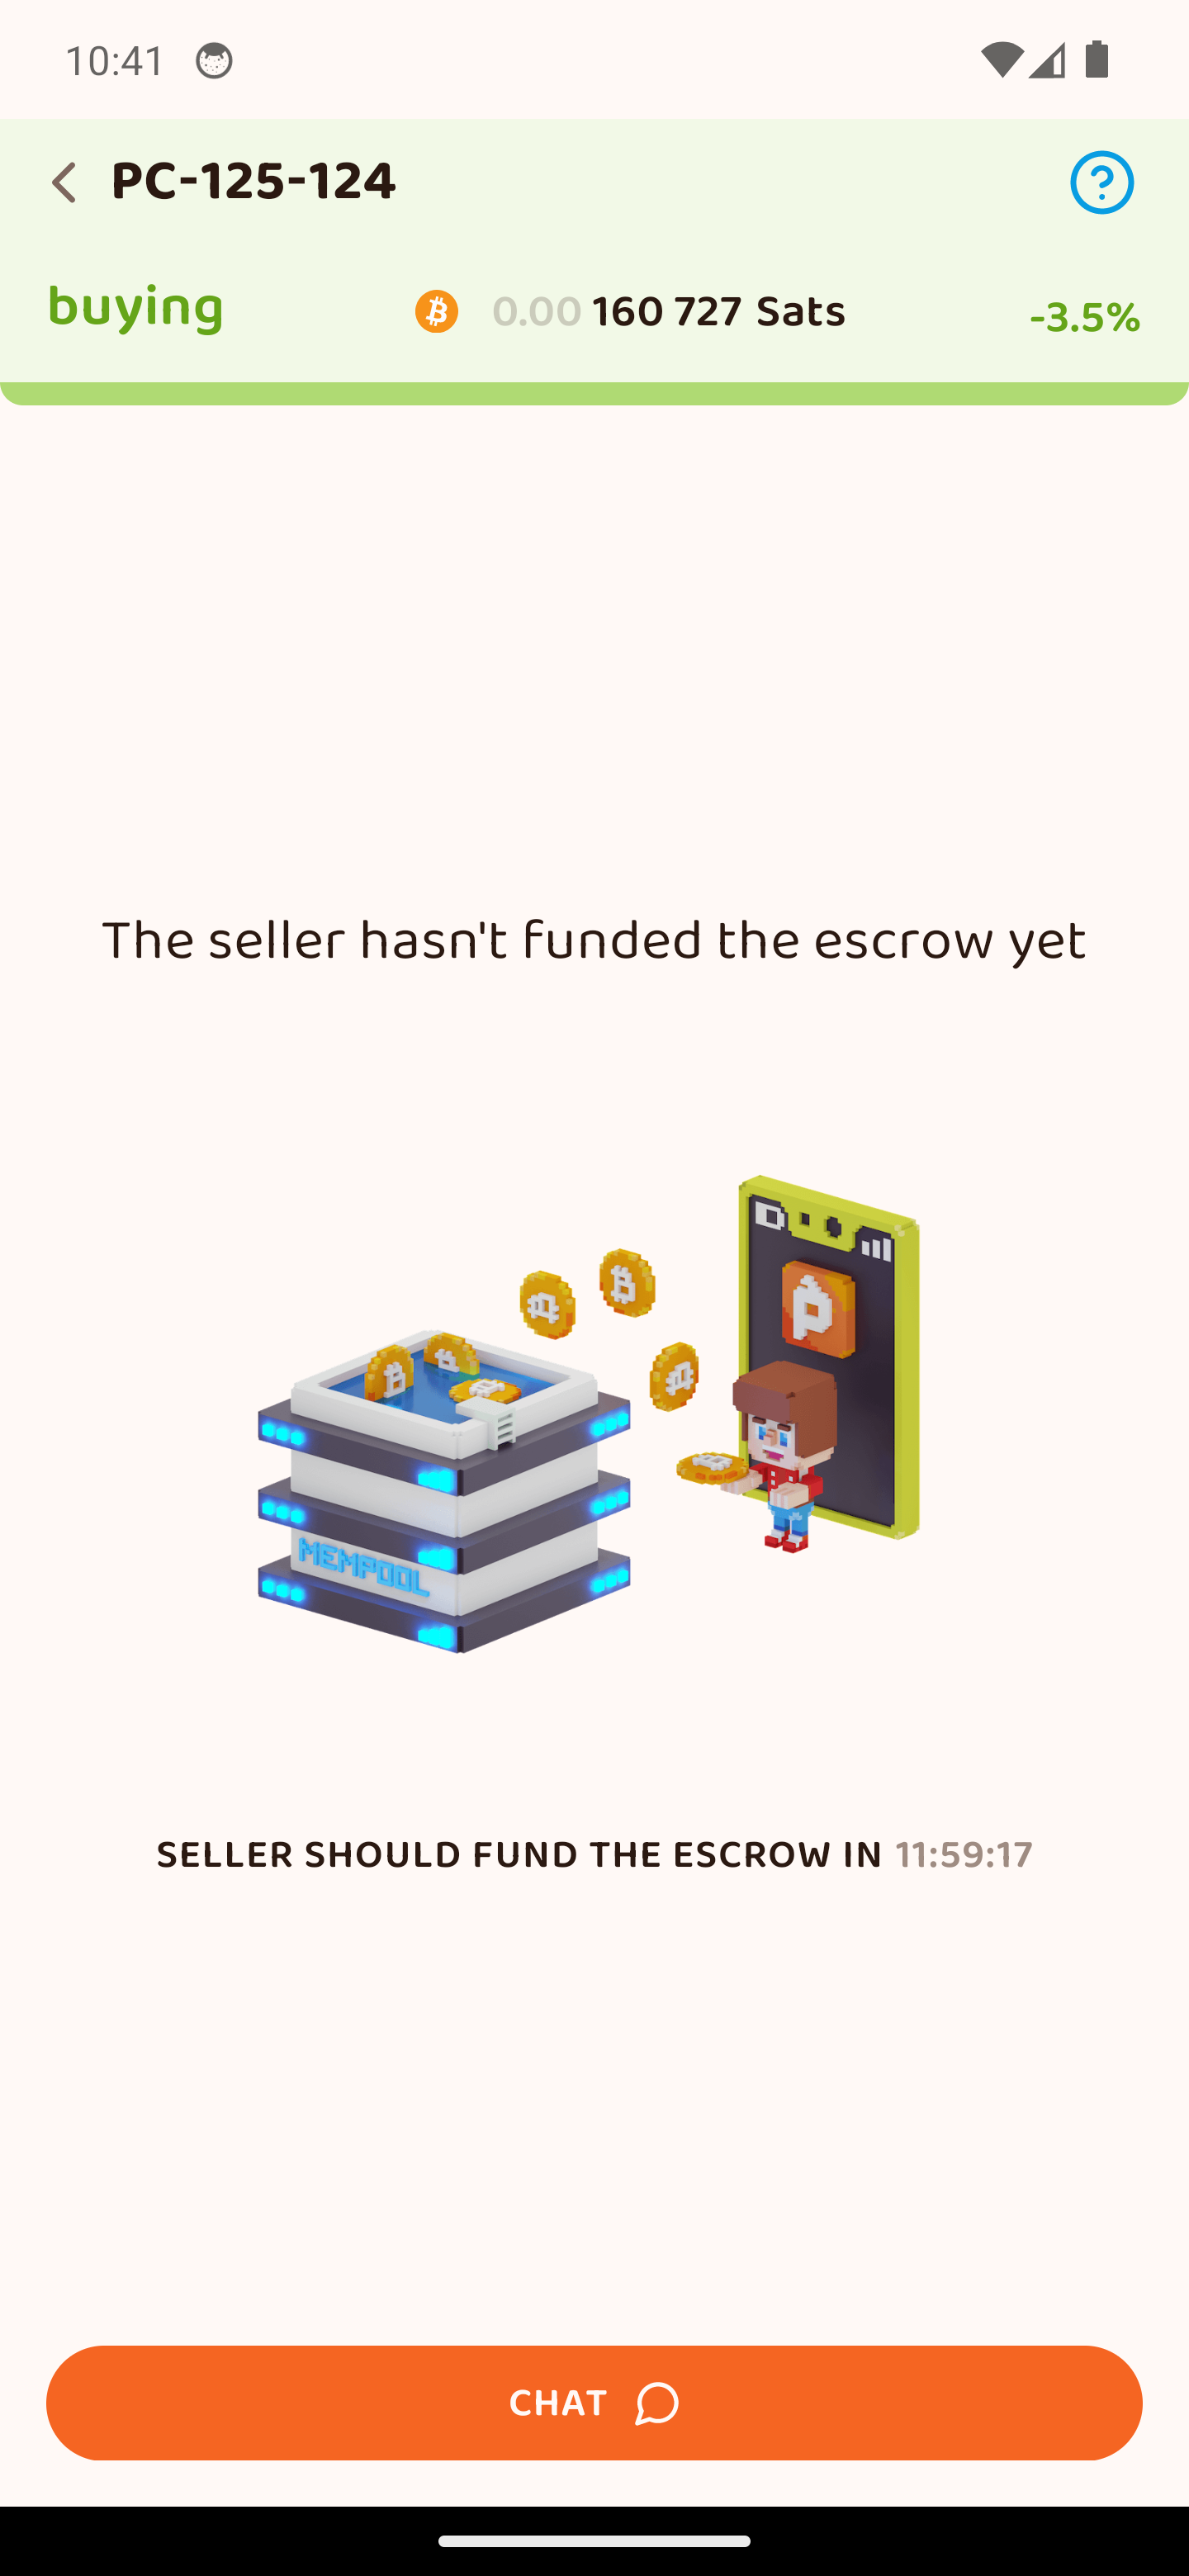 10:41
PC-125-124
buying
0.00 160 727 Sats
-3.5%
The seller hasn't funded the escrow yet
MEMPOOL
SELLER SHOULD FUND THE ESCROW IN 11:59:17
CHAT